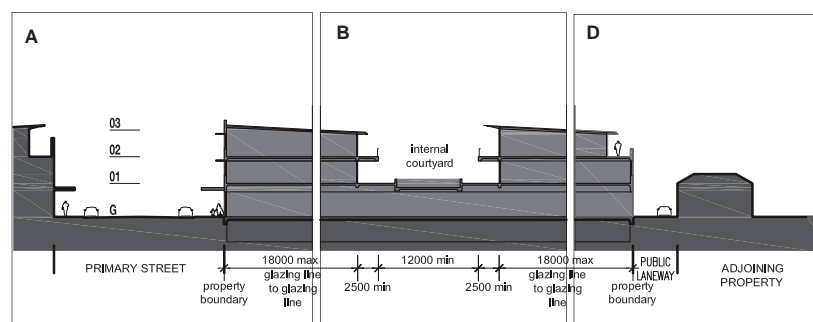 A
B
D
03
02
01
G
internal
courtyard
PRIMARY STREET
property
boundary
18000 max
glazing line
to glazing
line
2500 min
12000 min
2500 min
18000 max
glazing line
to glazing
line
property
boundary
PUBLIC
LANEWAY
ADJOINING
PROPERTY